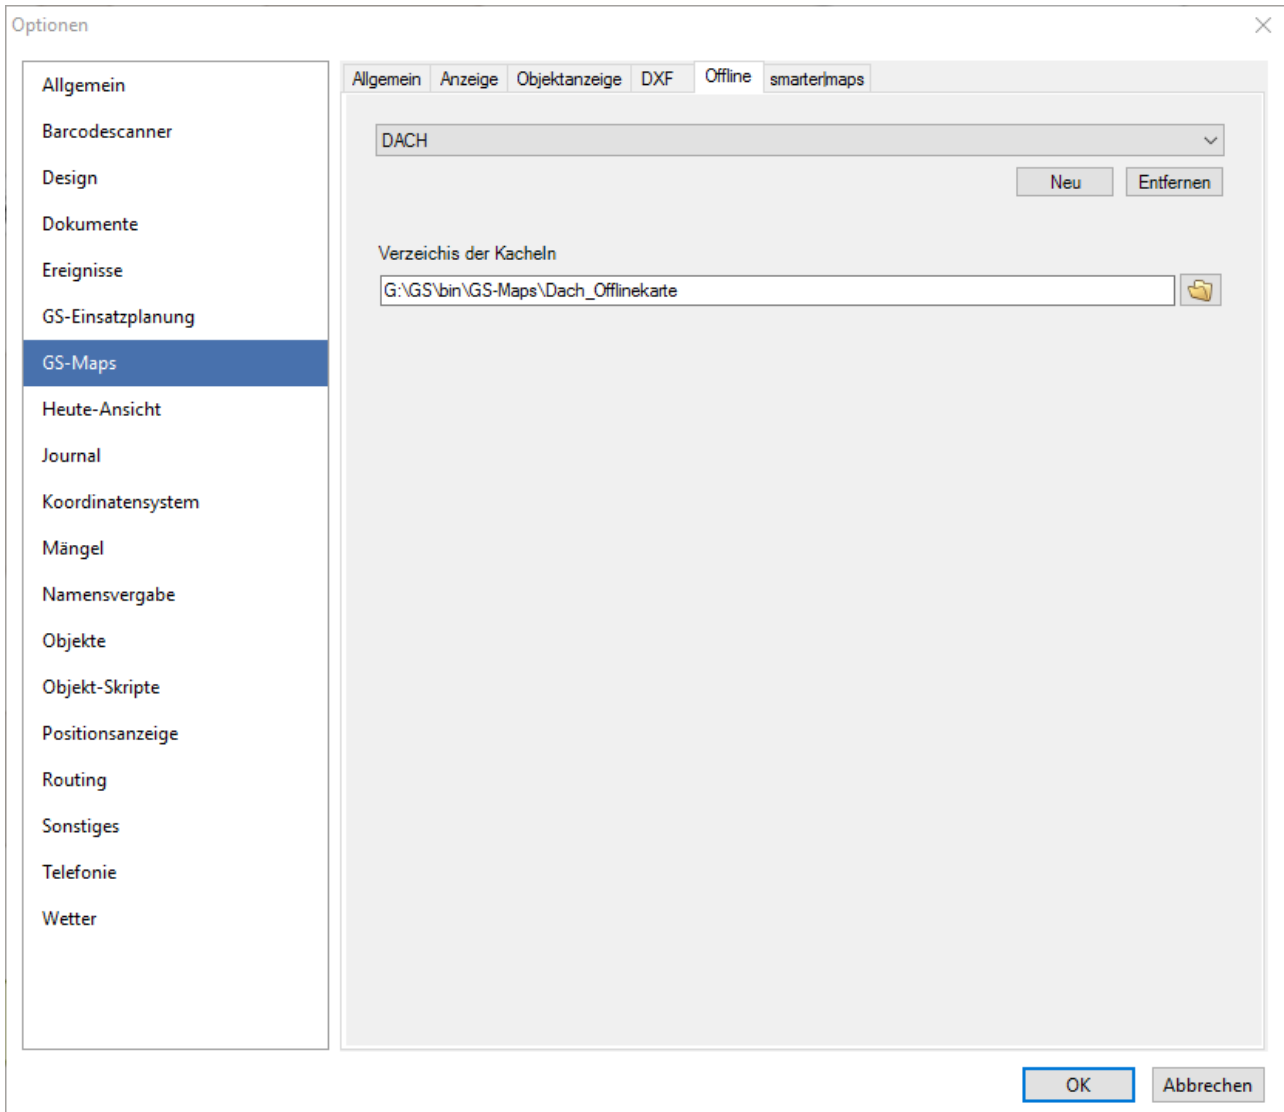 Optionen
Allgemein
Barcodescanner
Design
Dokumente
Ereignisse
GS-Einsatzplanung
GS-Maps
Heute-Ansicht
Journal
Koordinatensystem
Mängel
Namensvergabe
Objekte
Objekt-Skripte
Positionsanzeige
Routing
Sonstiges
Telefonie
Wetter
Allgemein Anzeige Objektanzeige DXF Offline smarter|maps
DACH
Neu Entfernen
Verzeichis der Kacheln
G:\GS\bin\GS-Maps\Dach_Offlinekarte
OK Abbrechen